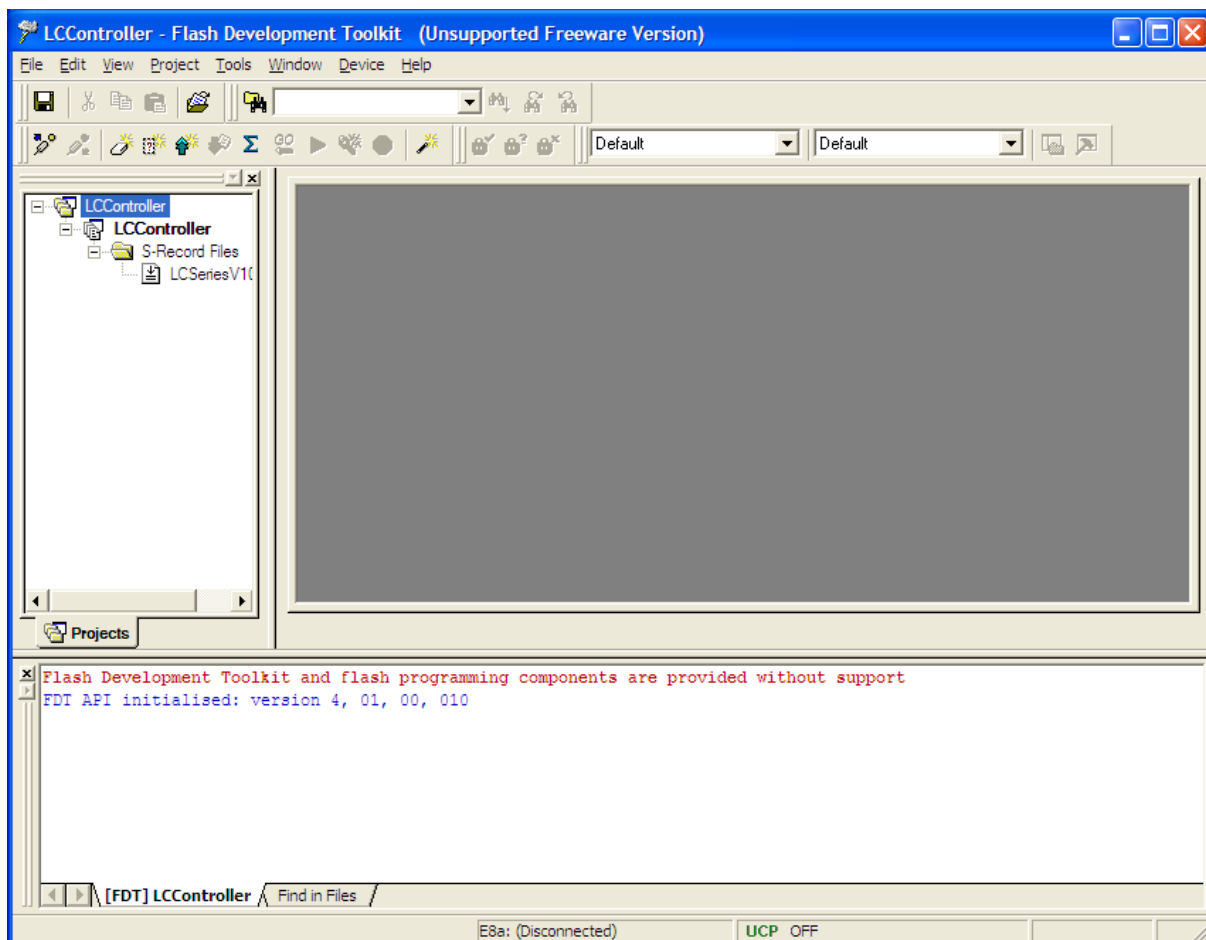 LCController - Flash Development Toolkit (Unsupported Freeware Version)
File Edit View Project Tools Window Device Help
Default Default
LCController
LCController
S-Record Files
LCSeriesV10
Projects
Flash Development Toolkit and flash programming components are provided without support
FDT API initialised: version 4, 01, 00, 010
[FDT] LCController Find in Files
E8a: (Disconnected) UCP OFF